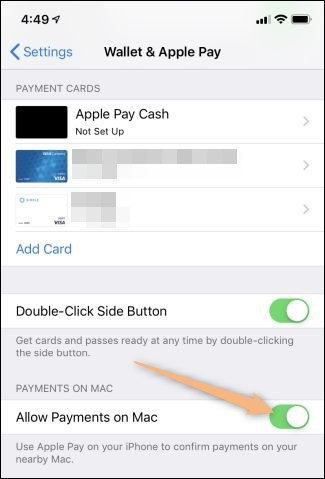 4:49
Settings
Wallet & Apple Pay
PAYMENT CARDS
Apple Pay Cash
Not Set Up
VISA
VISA
Add Card
Double-Click Side Button
Get cards and passes ready at any time by double-clicking
the side button.
PAYMENTS ON MAC
Allow Payments on Mac
Use Apple Pay on your iPhone to confirm payments on your
nearby Mac.